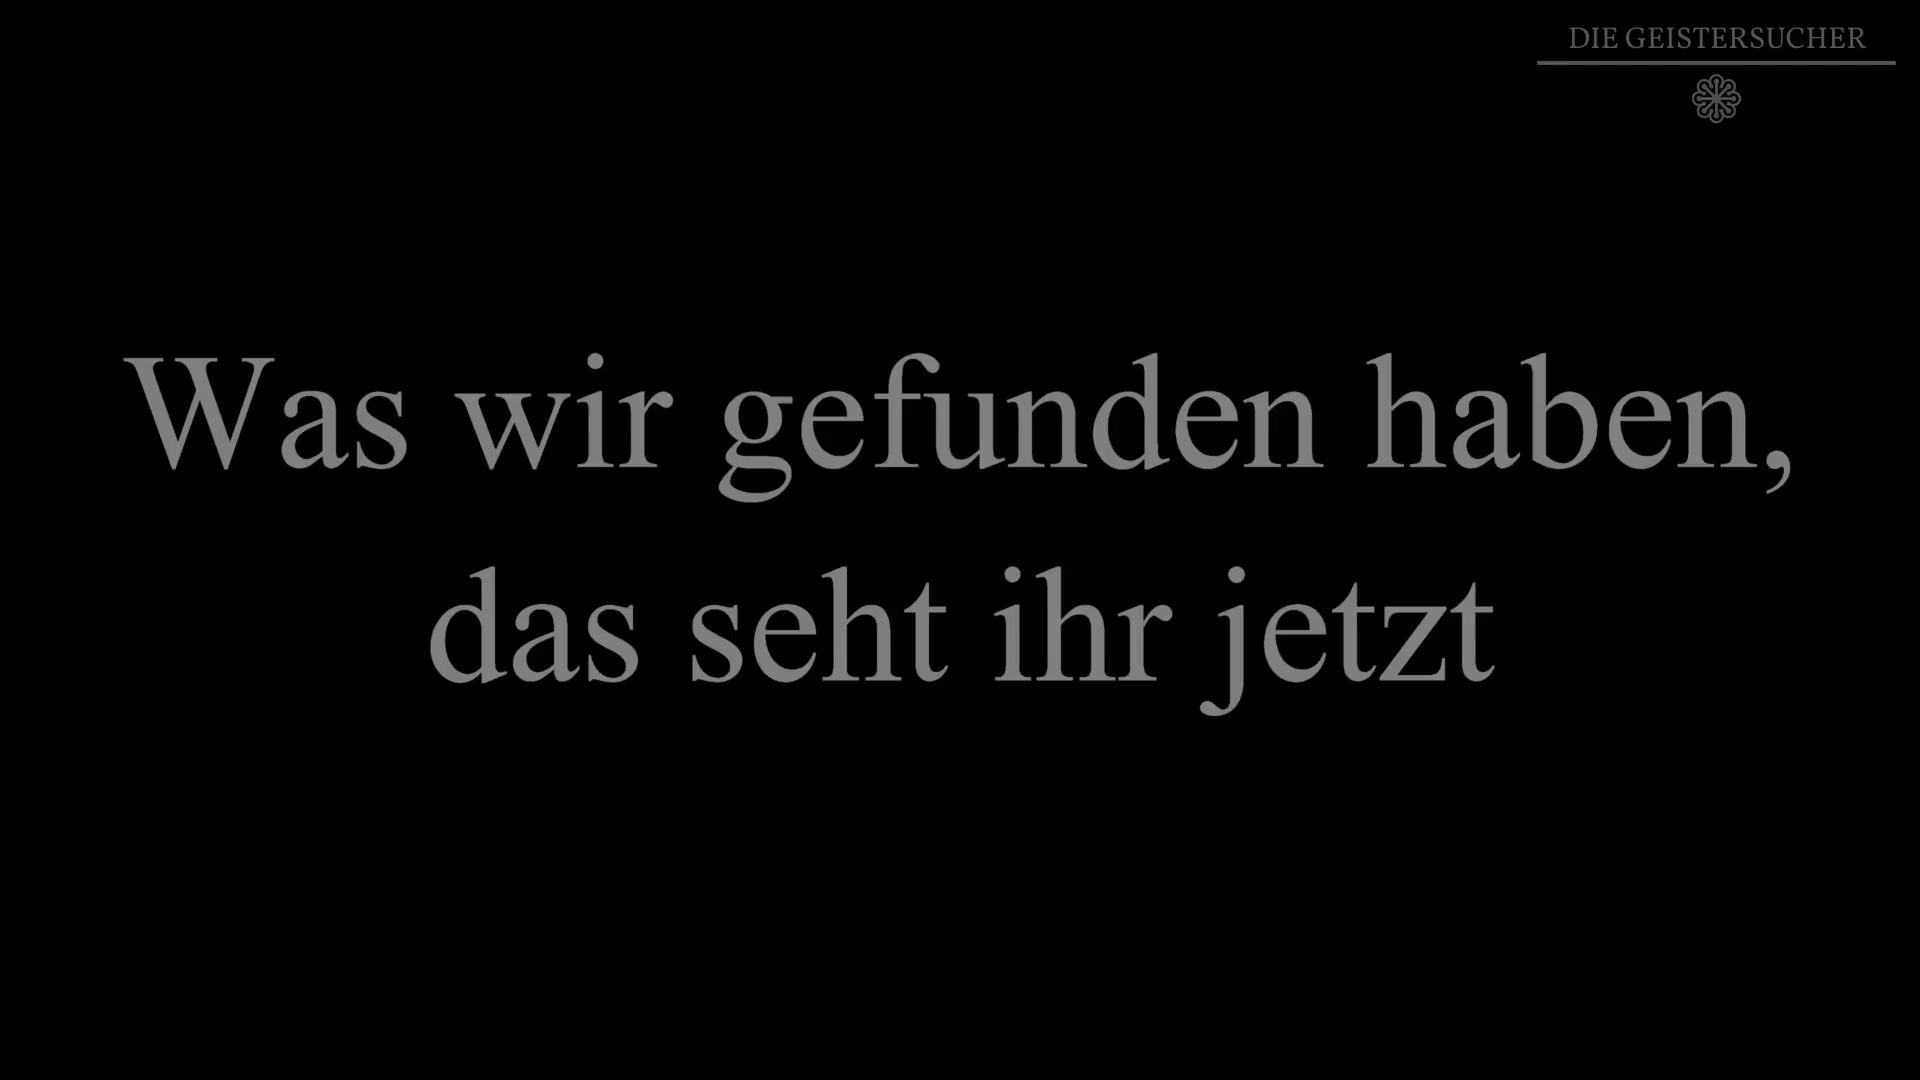 DIE GEISTERSUCHER
Was wir gefunden haben,
das seht ihr jetzt